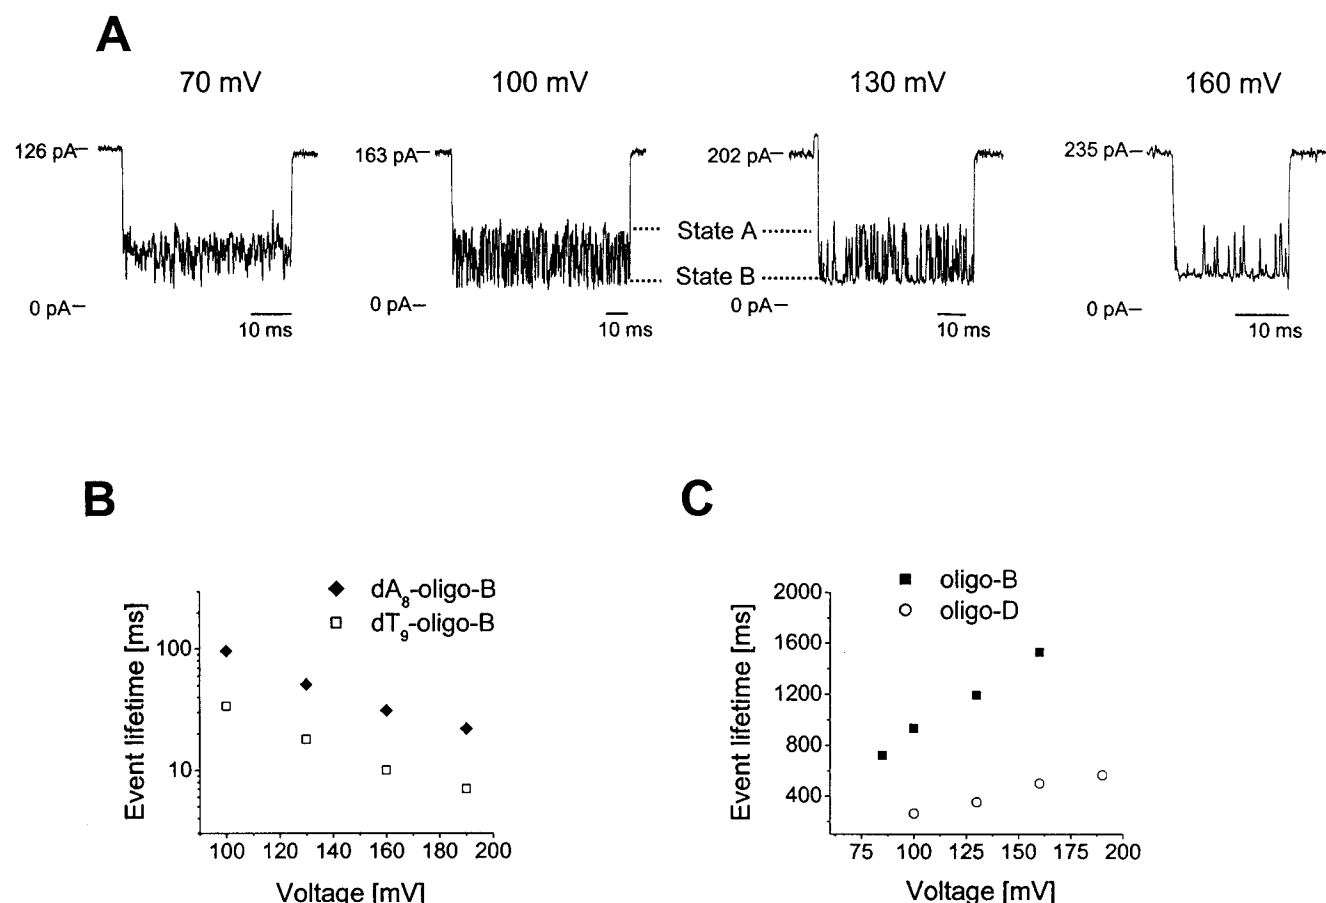 A
70 mV 100 mV 130 mV 160 mV
126 pA 163 pA 202 pA 235 pA
State A
State B
0 pA 0 pA 0 pA 0 pA
10 ms 10 ms 10 ms 10 ms
B
dA8-oligo-B
dT9-oligo-B
Event lifetime [ms]
100
10
100 120 140 160 180 200
Voltage [mV]
C
oligo-B
oligo-D
Event lifetime [ms]
2000
1600
1200
800
400
75 100 125 150 175 200
Voltage [mV]